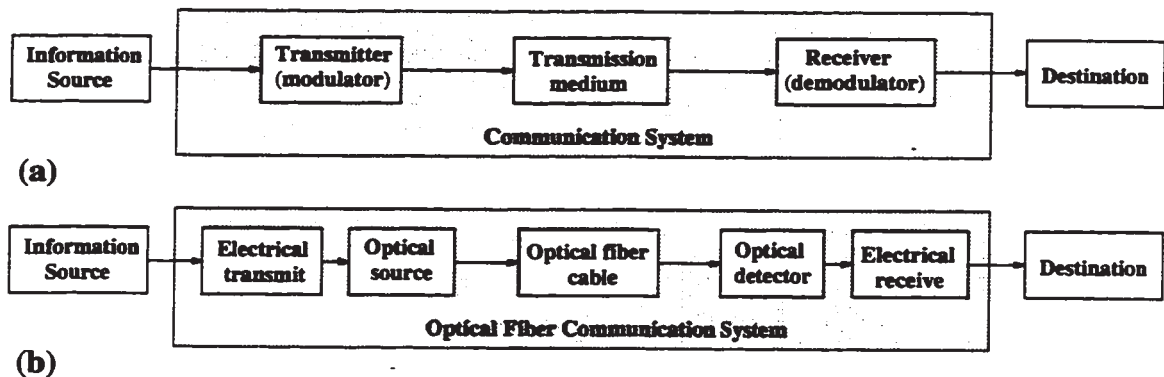 Information
Source
Transmitter
(modulator)
Transmission
medium
Receiver
(demodulator)
Destination
Communication System
(a)
Information
Source
Electrical
transmit
Optical
source
Optical fiber
cable
Optical
detector
Electrical
receive
Destination
Optical Fiber Communication System
(b)